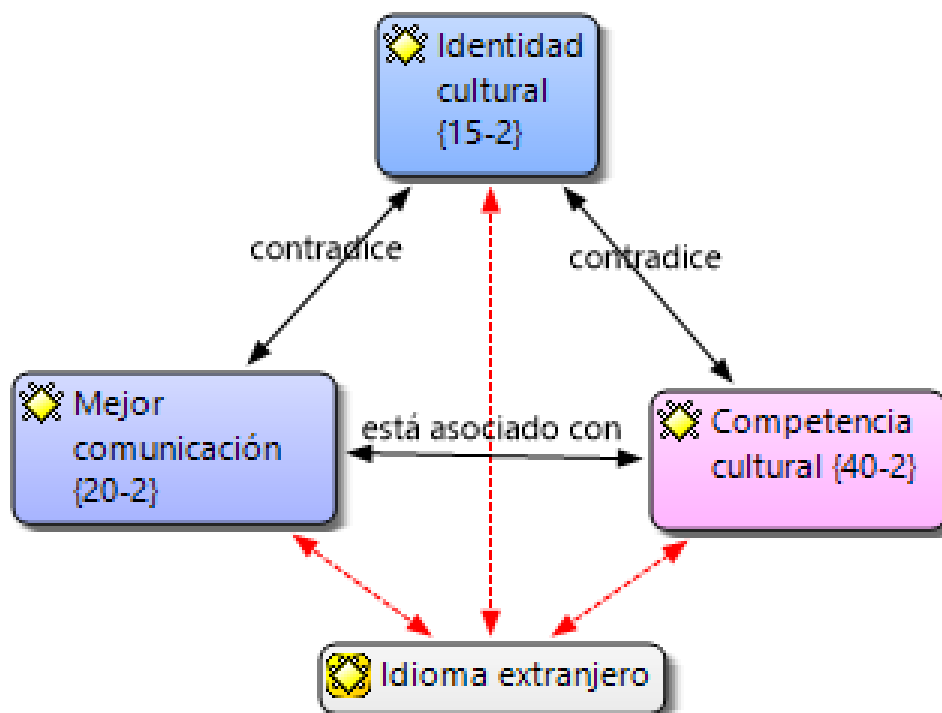 Identidad
cultural
{15-2}
contradice
contradice
Mejor
comunicación
{20-2}
está asociado con
Competencia
cultural {40-2}
Idioma extranjero